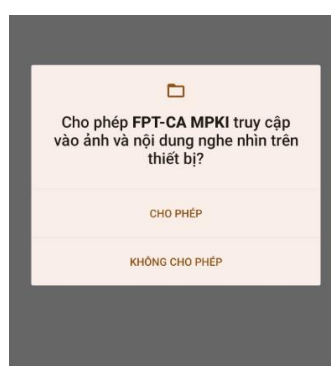 Cho phép FPT-CA MPKI truy cập
vào ảnh và nội dung nghe nhìn trên
thiết bị?
CHO PHÉP
KHÔNG CHO PHÉP